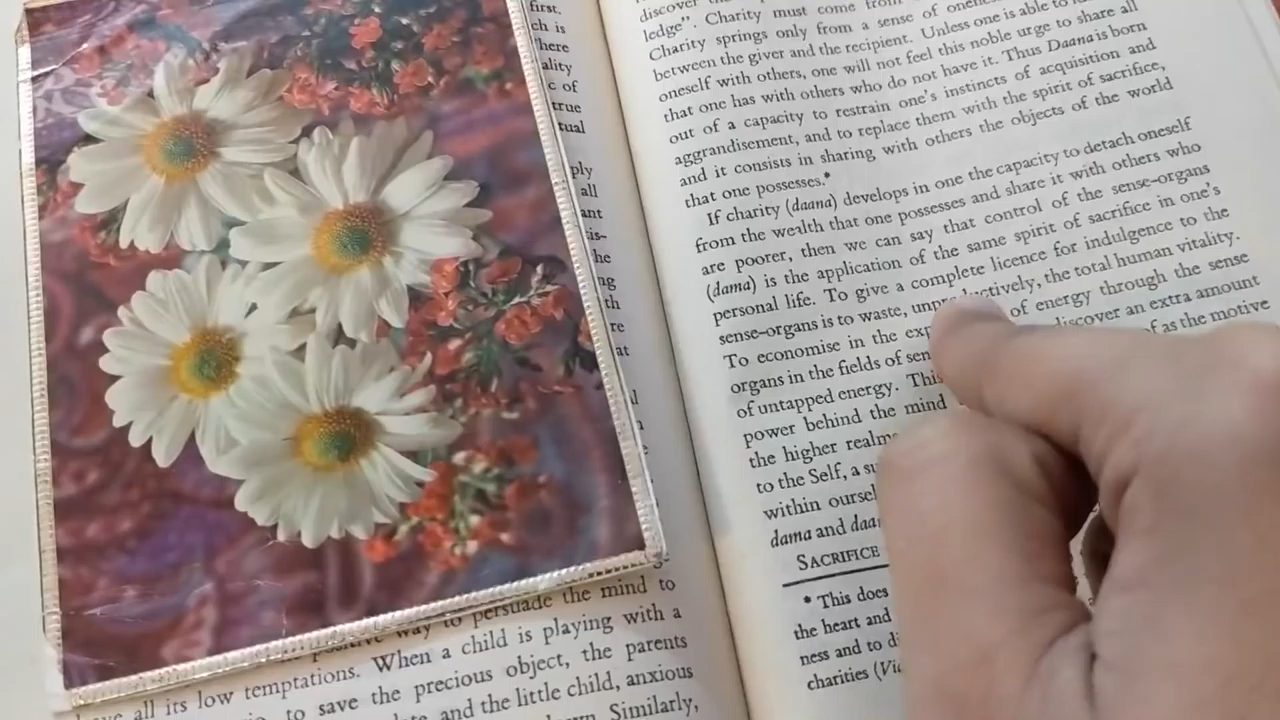 first.
ch is
here
ality
c of
true
tual
ply
all
ant
is-
he
ng
th
re
at
positive way to persuade the mind to
all its low temptations. When a child is playing with a
to save the precious object, the parents
and the little child, anxious
Similarly,
discover the
ledge". Charity must come from
Charity springs only from a sense of
between the giver and the recipient. Unless one is able to
oneself with others, one will not feel this noble urge to share all
that one has with others who do not have it. Thus Daana is born
out of a capacity to restrain one's instincts of acquisition and
aggrandisement, and to replace them with the spirit of sacrifice,
and it consists in sharing with others the objects of the world
that one possesses.*
If charity (daana) develops in one the capacity to detach oneself
from the wealth that one possesses and share it with others who
are poorer, then we can say that control of the sense-organs
(dama) is the application of the same spirit of sacrifice in one's
personal life. To give a complete licence for indulgence to the
sense-organs is to waste, unproductively, the total human vitality.
To economise in the exp of energy through the sense
organs in the fields of sen discover an extra amount
of untapped energy. This of as the motive
power behind the mind
the higher realms
to the Self, a su
within oursel
dama and daa
SACRIFICE
* This does
the heart and
ness and to di
charities (Vi